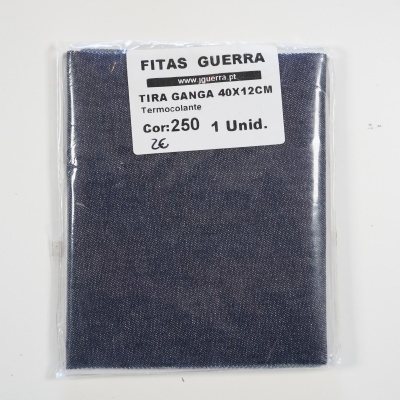 FITAS GUERRA
www.jguerra.pt
TIRA GANGA 40X12CM
Termocolante
Cor:250 1 Unid.
2€